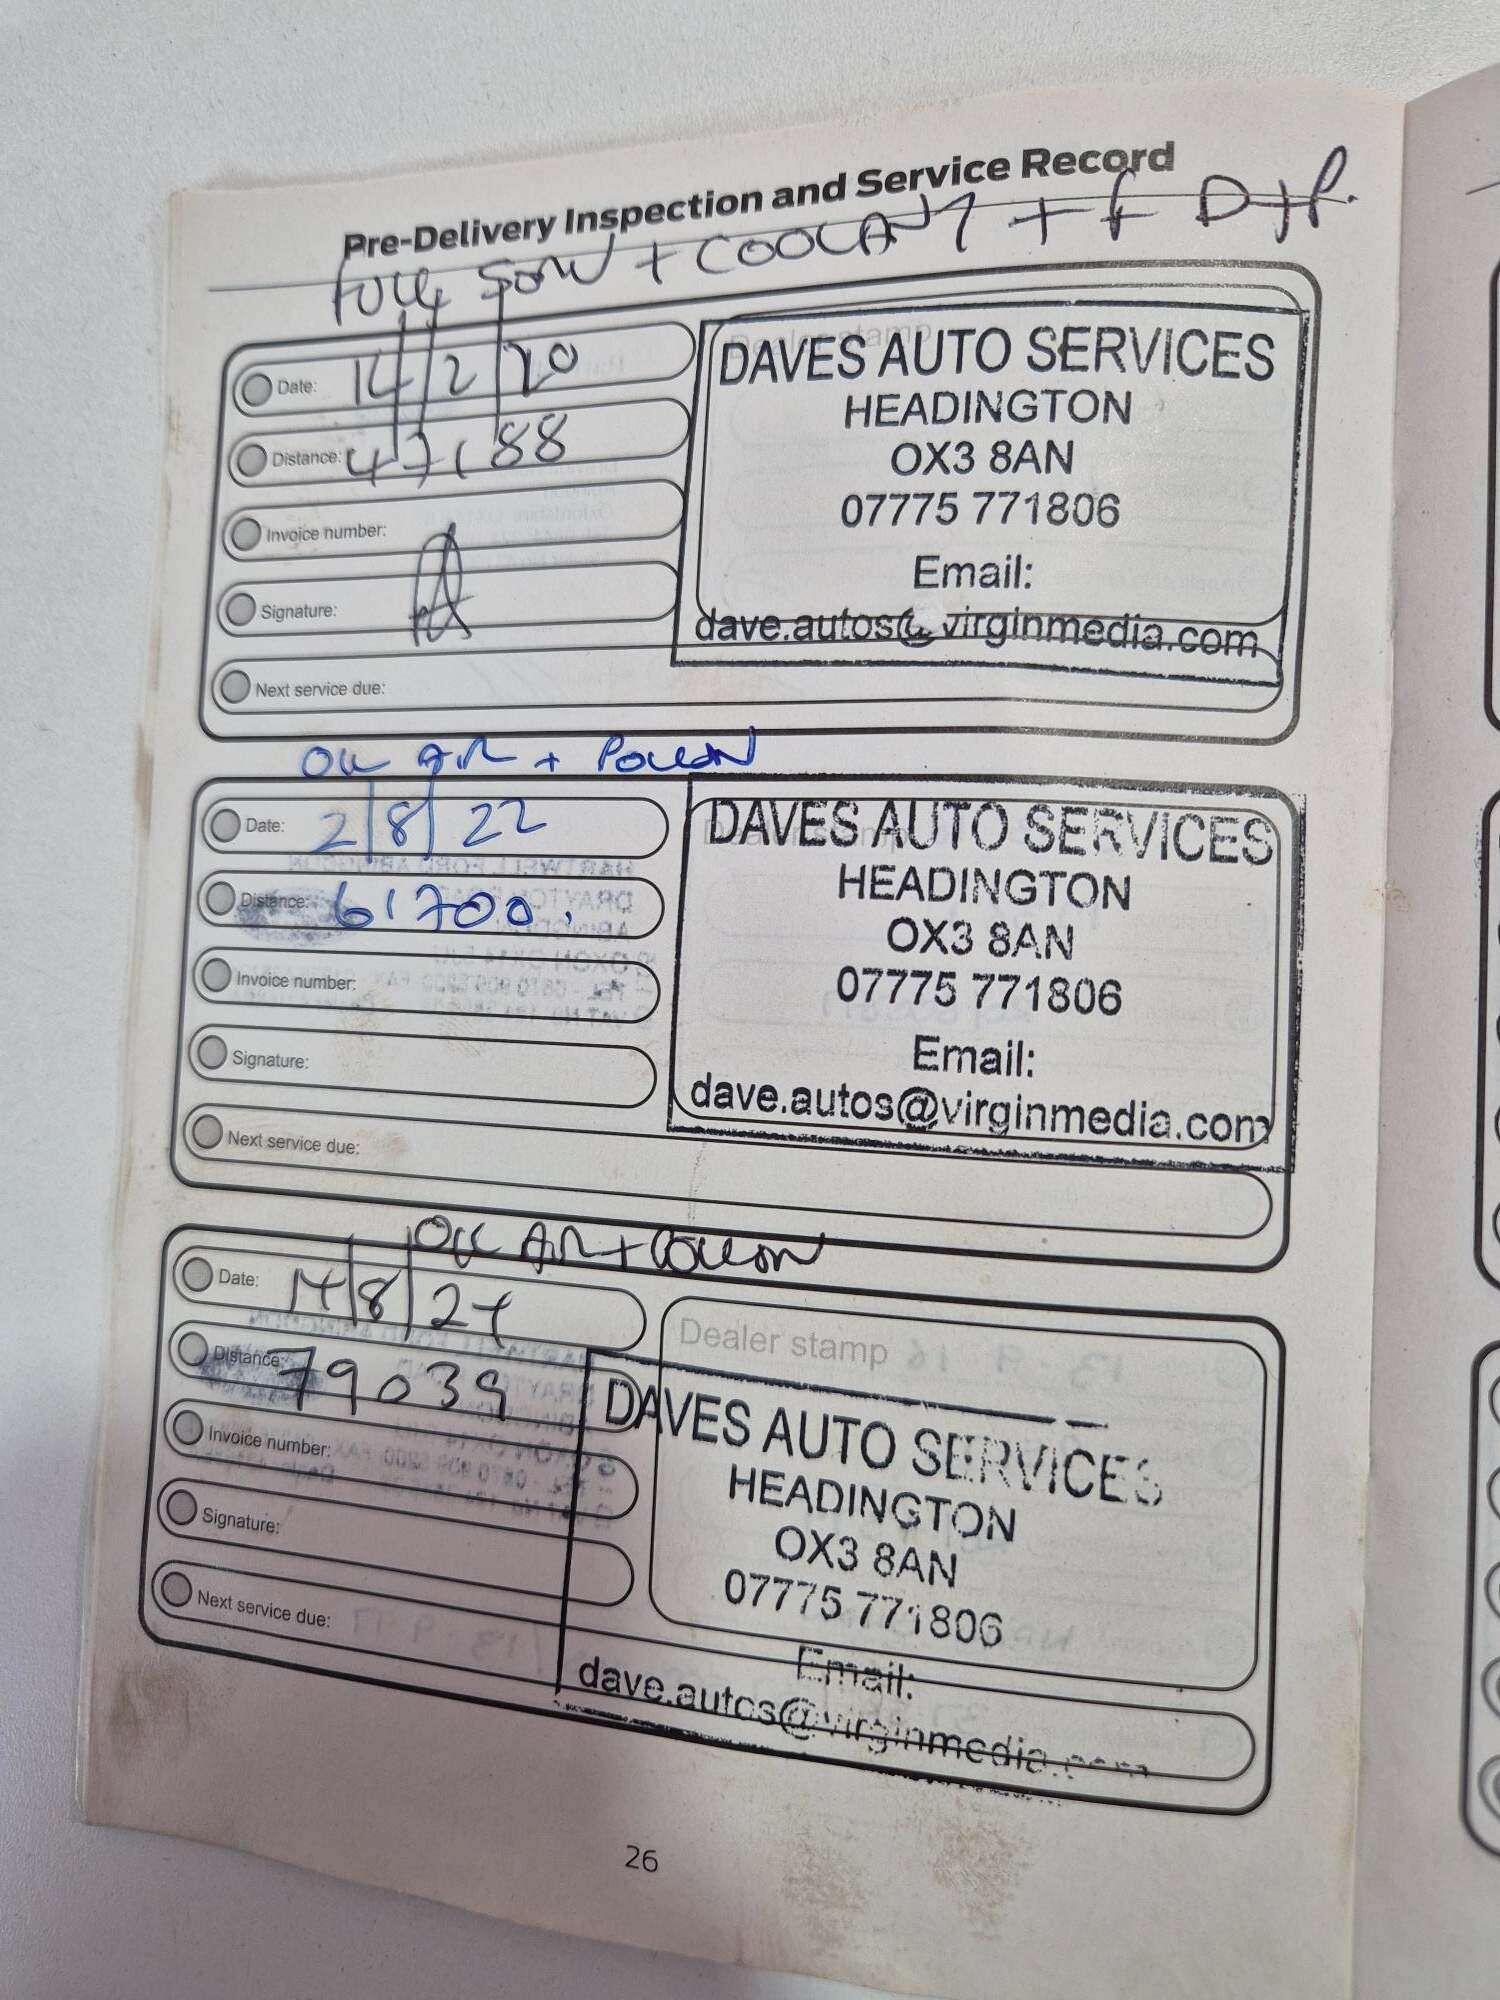 Pre-Delivery Inspection and Service Record
FULL SERV + COOLANT + F D+P.
Dealer stamp
Date: 14/2/20
Distance: 47188
Invoice number:
Signature:
Next service due:
DAVES AUTO SERVICES
HEADINGTON
OX3 8AN
07775 771806
Email:
dave.autos@virginmedia.com
OIL AIR + POLLEN
Date: 2/8/22
Distance: 61700.
Invoice number:
Signature:
Next service due:
DAVES AUTO SERVICES
HEADINGTON
OX3 8AN
07775 771806
Email:
dave.autos@virginmedia.com
OIL AIR + POLLEN
Date: 14/8/24
Distance: 79039
Invoice number:
Signature:
Next service due:
Dealer stamp
DAVES AUTO SERVICES
HEADINGTON
OX3 8AN
07775 771806
Email:
dave.autos@virginmedia.com
26